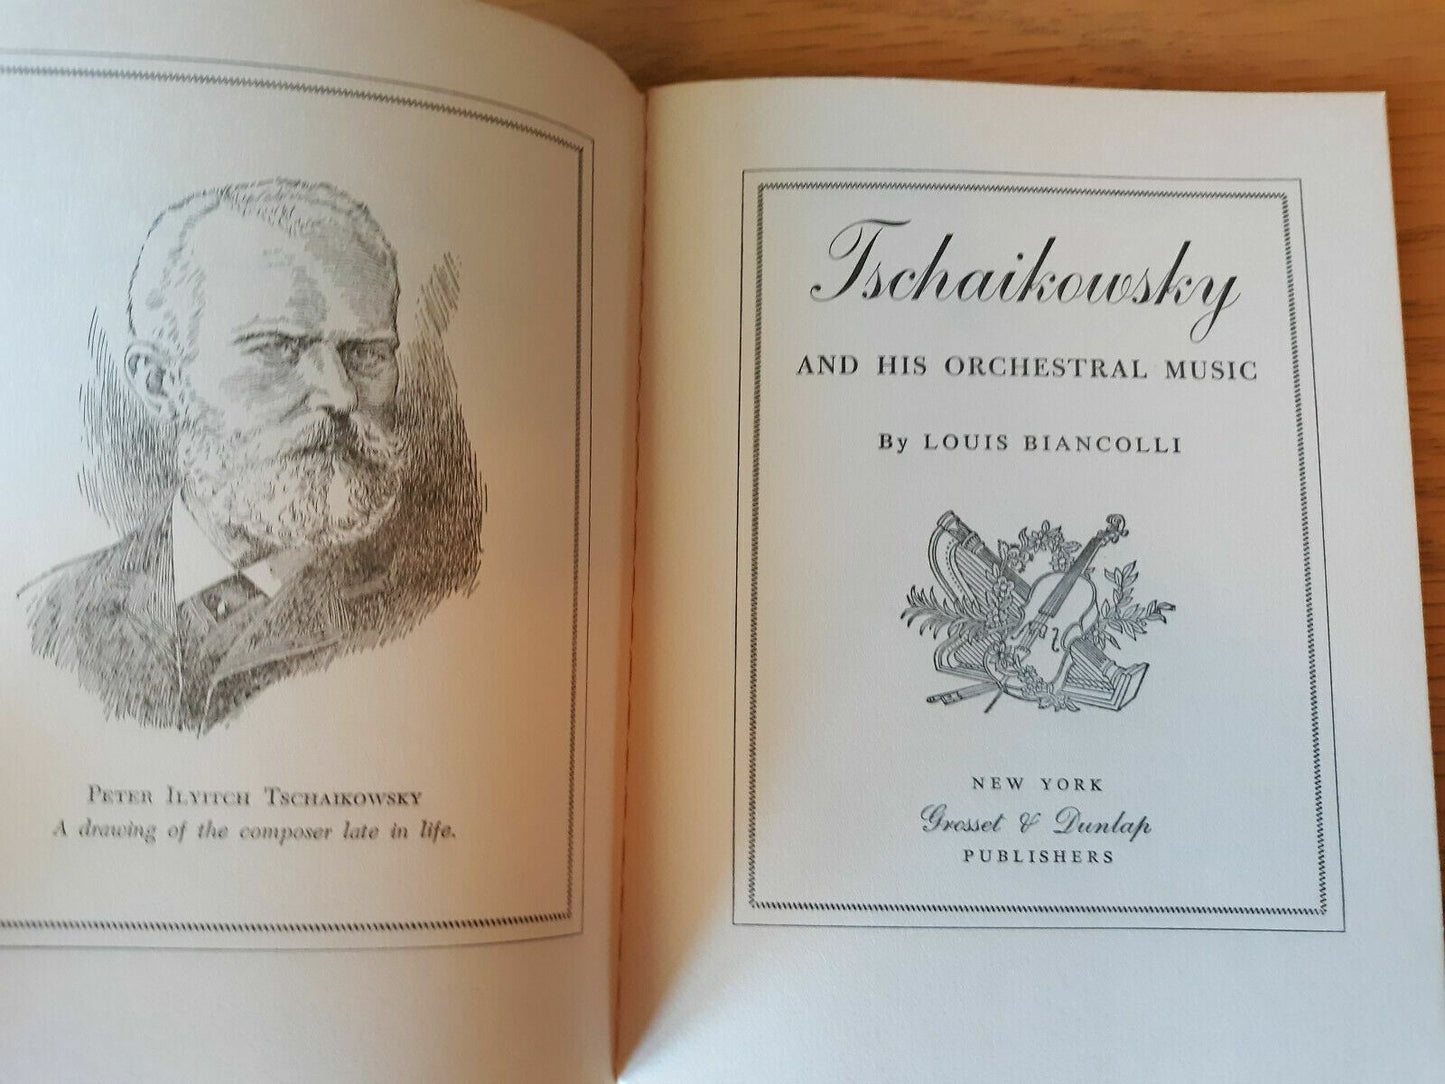 PETER ILYITCH TSCHAIKOWSKY
A drawing of the composer late in life.
Tschaikowsky
AND HIS ORCHESTRAL MUSIC
By LOUIS BIANCOLLI
NEW YORK
Grosset & Dunlap
PUBLISHERS